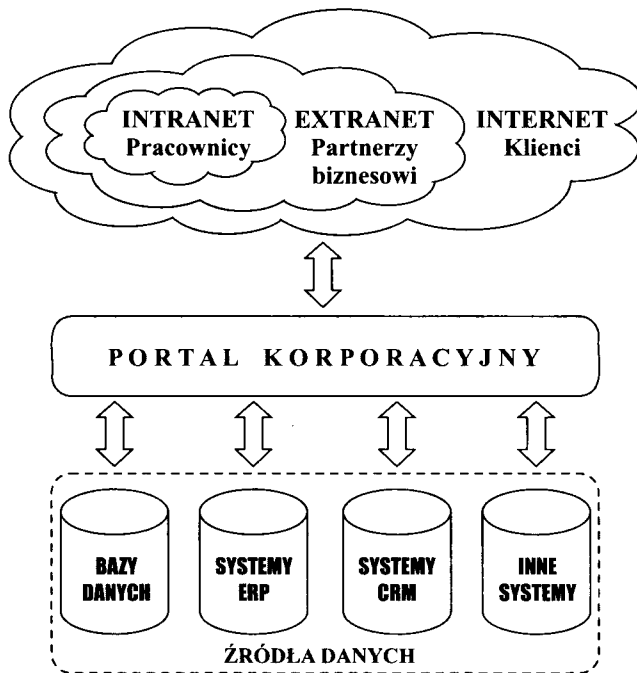 INTRANET
Pracownicy
EXTRANET
Partnerzy
biznesowi
INTERNET
Klienci
PORTAL KORPORACYJNY
BAZY
DANYCH
SYSTEMY
ERP
SYSTEMY
CRM
INNE
SYSTEMY
ŹRÓDŁA DANYCH